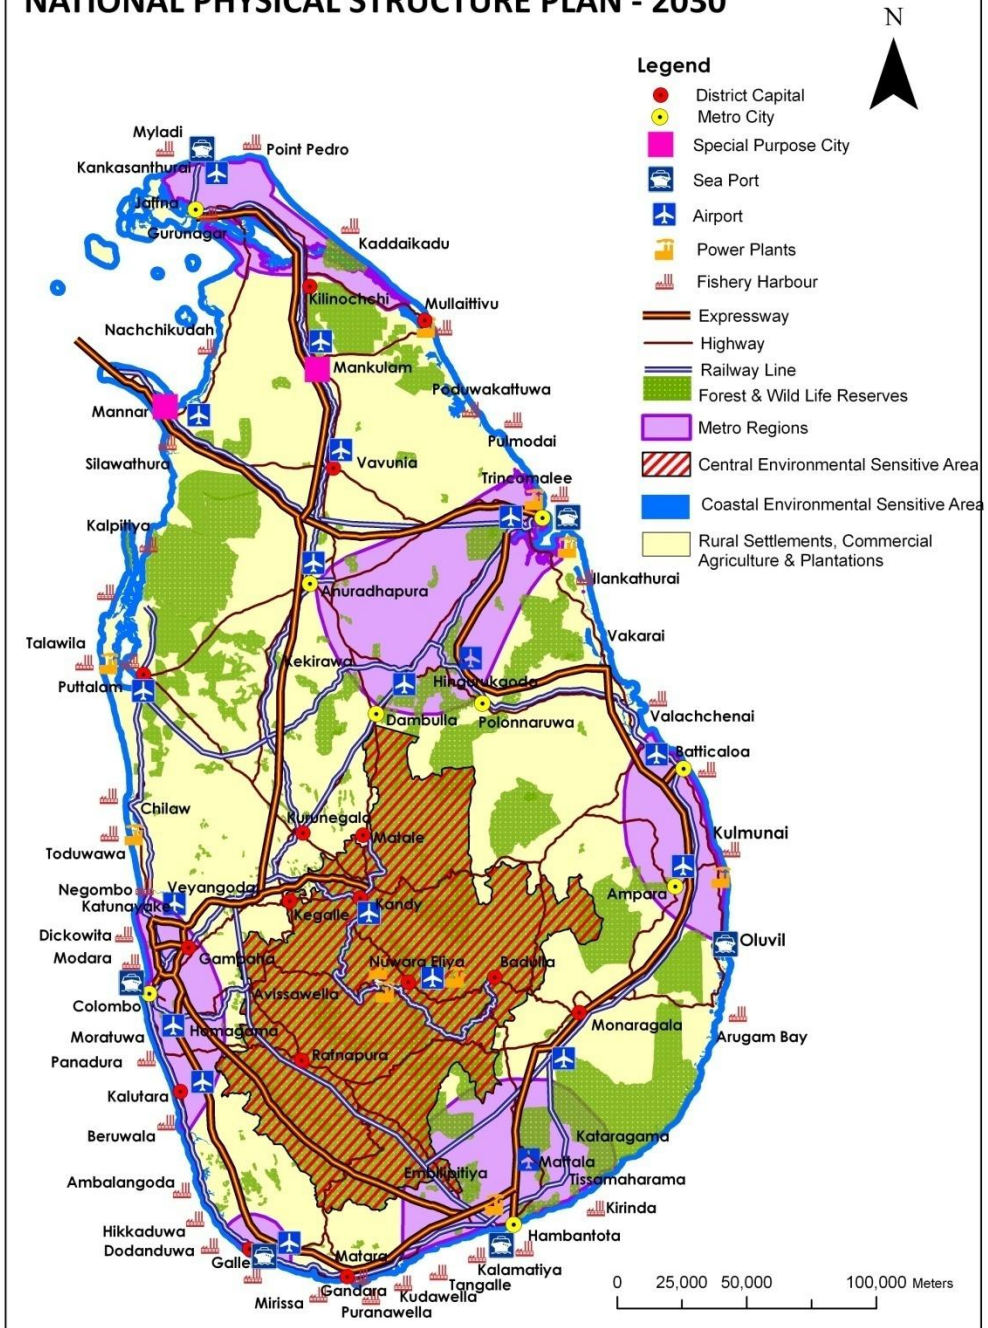 NATIONAL PHYSICAL STRUCTURE PLAN - 2030
N
Legend
District Capital
Metro City
Special Purpose City
Sea Port
Airport
Power Plants
Fishery Harbour
Expressway
Highway
Railway Line
Forest & Wild Life Reserves
Metro Regions
Central Environmental Sensitive Area
Coastal Environmental Sensitive Area
Rural Settlements, Commercial
Agriculture & Plantations
Myladi
Point Pedro
Kankasanthurai
Jaffna
Gurunagar
Kaddaikadu
Kilinochchi
Mullaittivu
Nachchikudah
Mankulam
Poduwakattuwa
Mannar
Pulmodai
Silawathura
Vavunia
Trincomalee
Kalpitiya
Illankathurai
Anuradhapura
Vakarai
Talawila
Kekirawa
Puttalam
Hingurukgoda
Dambulla
Polonnaruwa
Valachchenai
Batticaloa
Chilaw
Kurunegala
Matale
Kulmunai
Toduwawa
Negombo
Veyangoda
Katunayake
Kegalle
Kandy
Ampara
Dickowita
Modara
Gampaha
Nuwara Eliya
Badulla
Oluvil
Colombo
Avissawella
Moratuwa
Homagama
Monaragala
Arugam Bay
Panadura
Ratnapura
Kalutara
Beruwala
Kataragama
Mattala
Embilipitiya
Tissamaharama
Ambalangoda
Kirinda
Hikkaduwa
Dodanduwa
Hambantota
Galle
Matara
Kalamatiya
Tangalle
Gandara
Kudawella
Mirissa
Puranawella
0 25,000 50,000 100,000 Meters